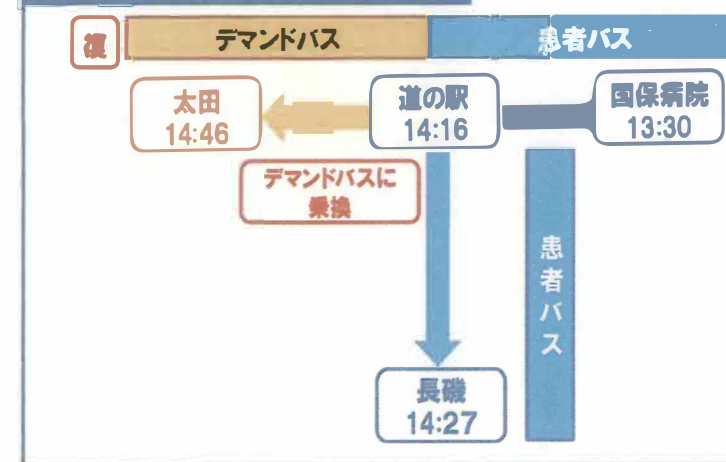 復 デマンドバス 患者バス
太田
14:46
道の駅
14:16
国保病院
13:30
デマンドバスに
乗換
患者バス
長磯
14:27